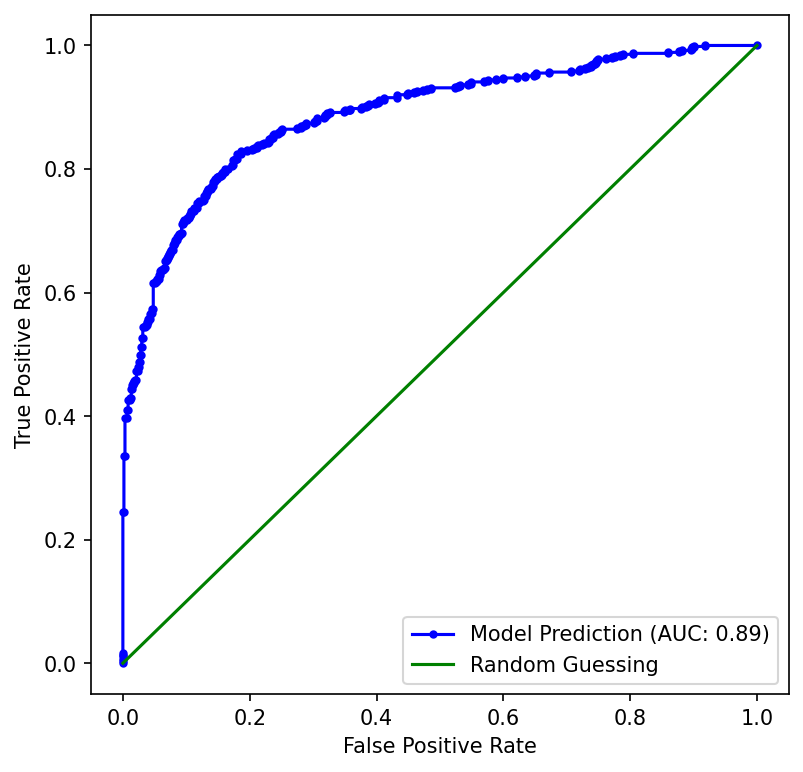 1.0
0.8
0.6
0.4
0.2
0.0
True Positive Rate
0.0 0.2 0.4 0.6 0.8 1.0
False Positive Rate
Model Prediction (AUC: 0.89)
Random Guessing